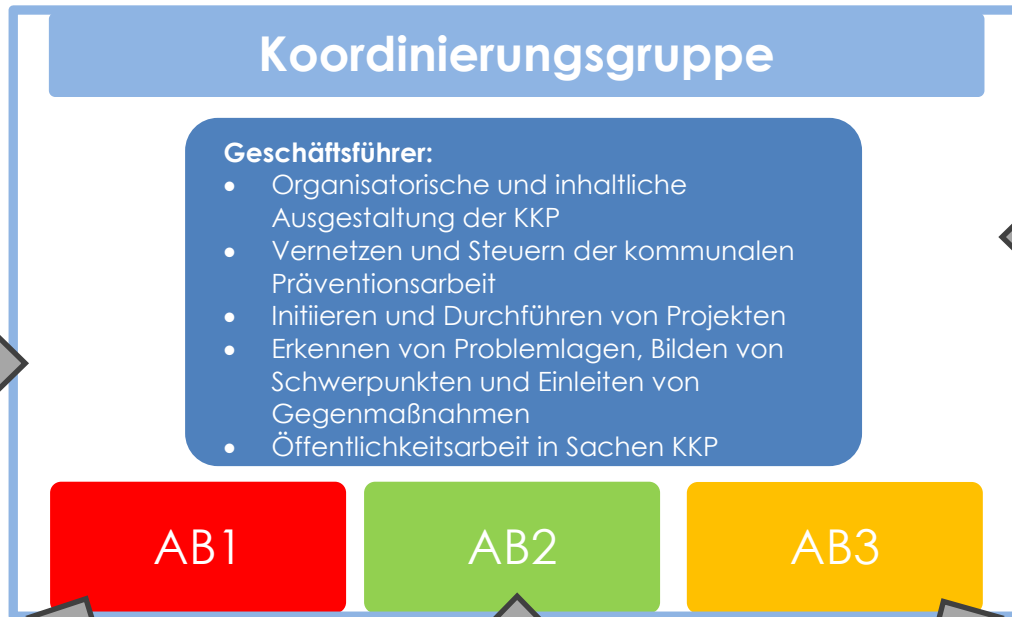 Koordinierungsgruppe
Geschäftsführer:
• Organisatorische und inhaltliche
Ausgestaltung der KKP
• Vernetzen und Steuern der kommunalen
Präventionsarbeit
• Initiieren und Durchführen von Projekten
• Erkennen von Problemlagen, Bilden von
Schwerpunkten und Einleiten von
Gegenmaßnahmen
• Öffentlichkeitsarbeit in Sachen KKP
AB1 AB2 AB3